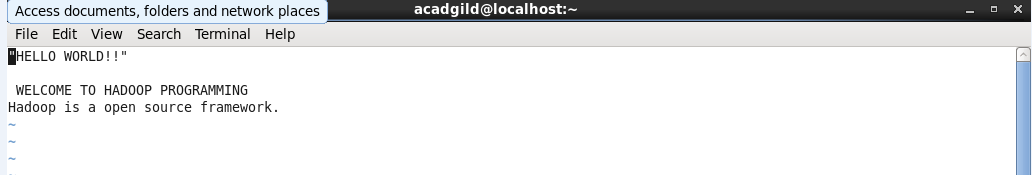 Access documents, folders and network places
acadgild@localhost:~
File Edit View Search Terminal Help
"HELLO WORLD!!"
WELCOME TO HADOOP PROGRAMMING
Hadoop is a open source framework.
~
~
~